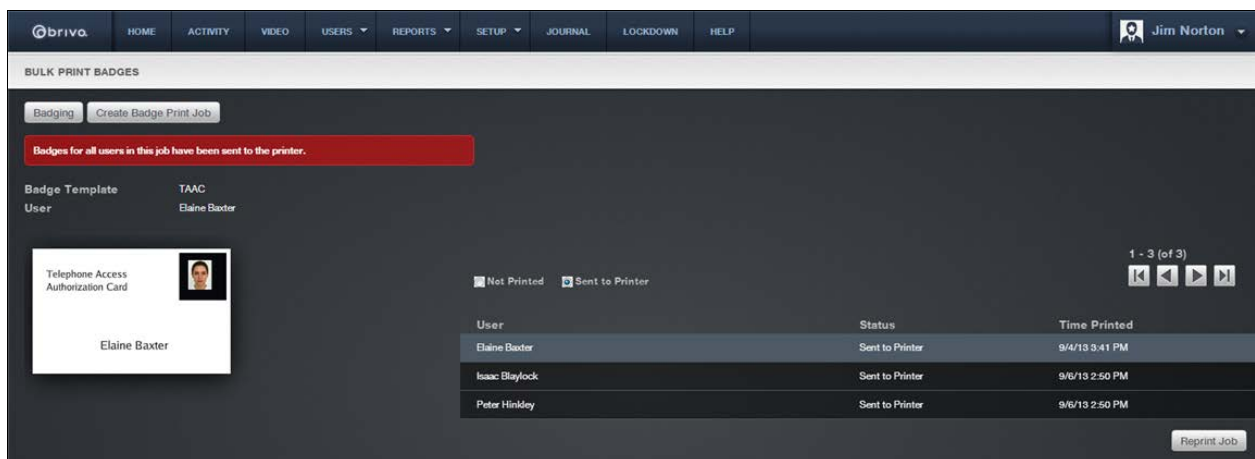 brivo.
HOME ACTIVITY VIDEO USERS REPORTS SETUP JOURNAL LOCKDOWN HELP Jim Norton
BULK PRINT BADGES
Badging Create Badge Print Job
Badges for all users in this job have been sent to the printer.
Badge Template TAAC
User Elaine Baxter
Telephone Access
Authorization Card
Elaine Baxter
1 - 3 (of 3)
Not Printed Sent to Printer
User Status Time Printed
Elaine Baxter Sent to Printer 9/4/13 3:41 PM
Isaac Blaylock Sent to Printer 9/6/13 2:50 PM
Peter Hinkley Sent to Printer 9/6/13 2:50 PM
Reprint Job